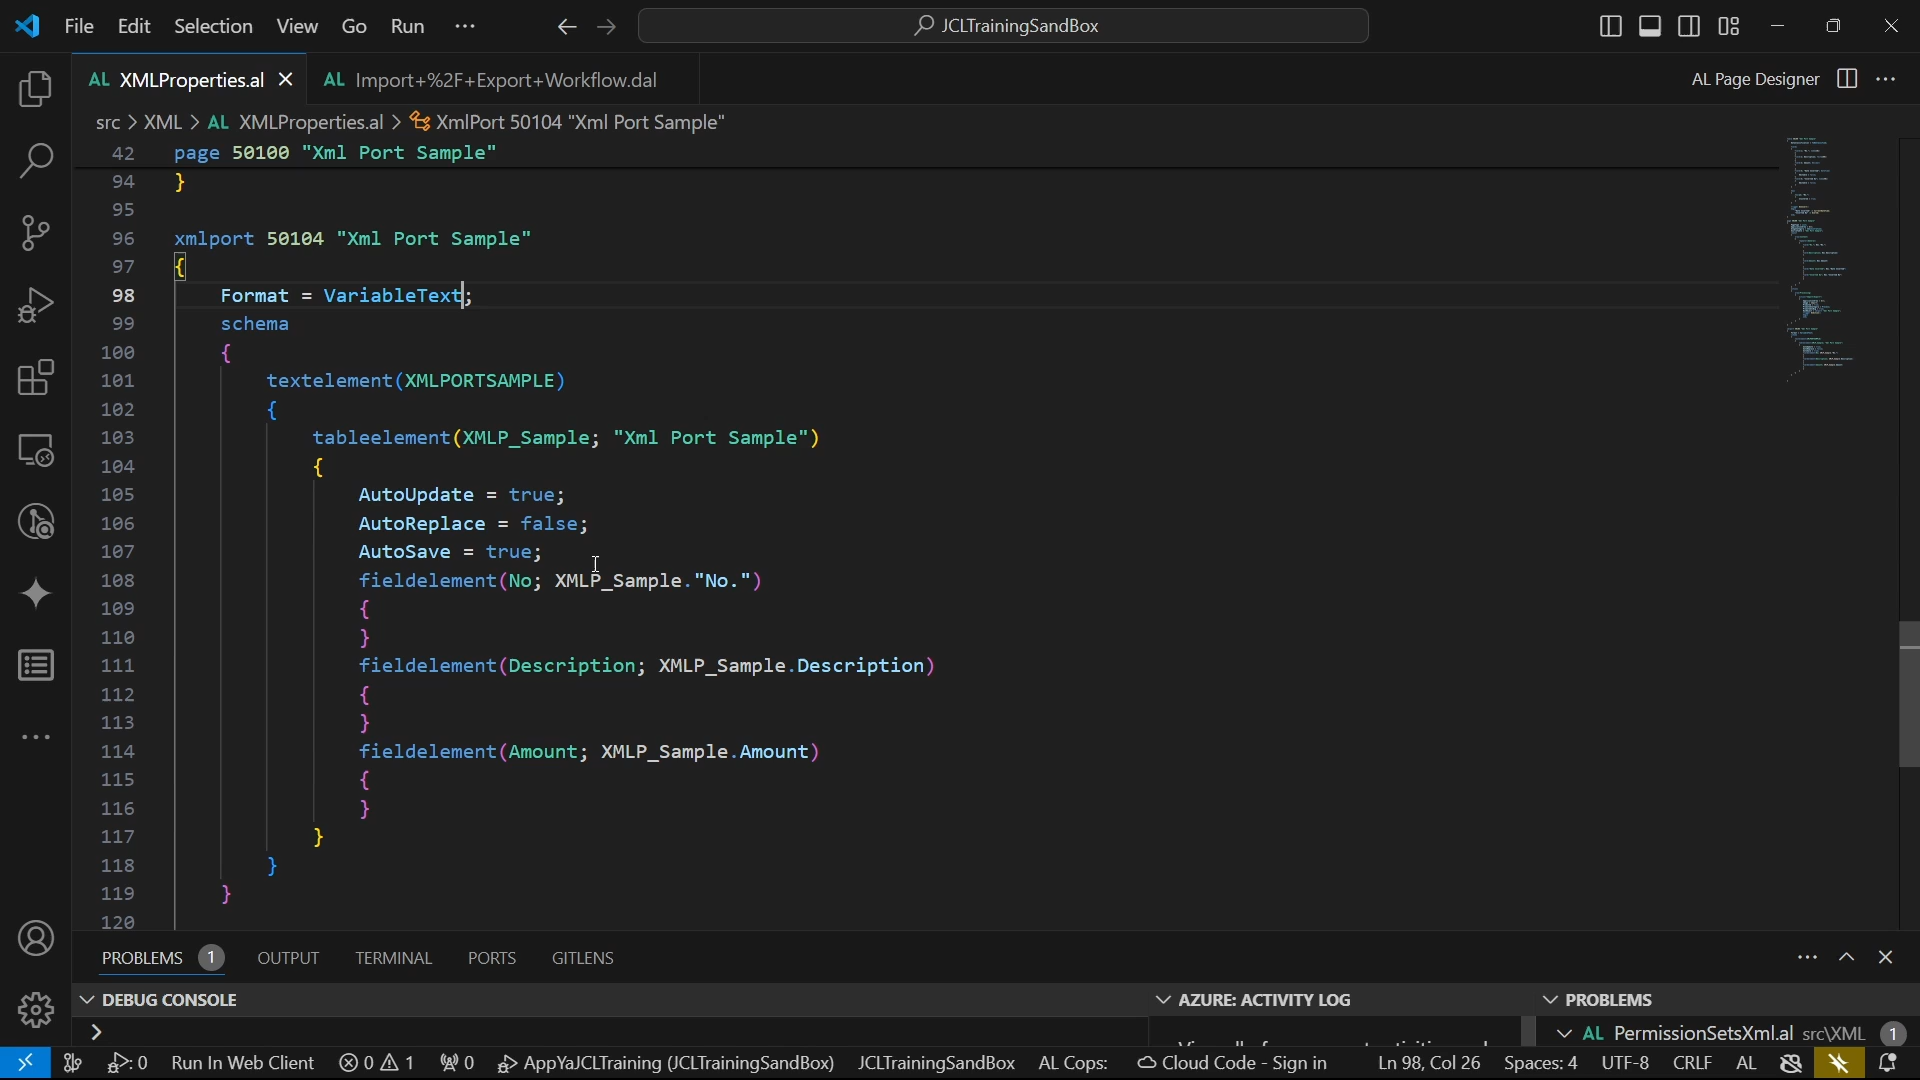 File Edit Selection View Go Run ··· JCLTrainingSandBox
AL XMLProperties.al AL Import+%2F+Export+Workflow.dal AL Page Designer ···
src > XML > AL XMLProperties.al > XmlPort 50104 "Xml Port Sample"
42 page 50100 "Xml Port Sample"
94 }
95
96 xmlport 50104 "Xml Port Sample"
97 {
98 Format = VariableText;
99 schema
100 {
101 textelement(XMLPORTSAMPLE)
102 {
103 tableelement(XMLP_Sample; "Xml Port Sample")
104 {
105 AutoUpdate = true;
106 AutoReplace = false;
107 AutoSave = true;
108 fieldelement(No; XMLP_Sample."No.")
109 {
110 }
111 fieldelement(Description; XMLP_Sample.Description)
112 {
113 }
114 fieldelement(Amount; XMLP_Sample.Amount)
115 {
116 }
117 }
118 }
119 }
120
PROBLEMS 1 OUTPUT TERMINAL PORTS GITLENS ···
DEBUG CONSOLE AZURE: ACTIVITY LOG PROBLEMS
> AL PermissionSetsXml.al src\XML 1
0 Run In Web Client 0 1 0 AppYaJCLTraining (JCLTrainingSandBox) JCLTrainingSandBox AL Cops: Cloud Code - Sign in Ln 98, Col 26 Spaces: 4 UTF-8 CRLF AL